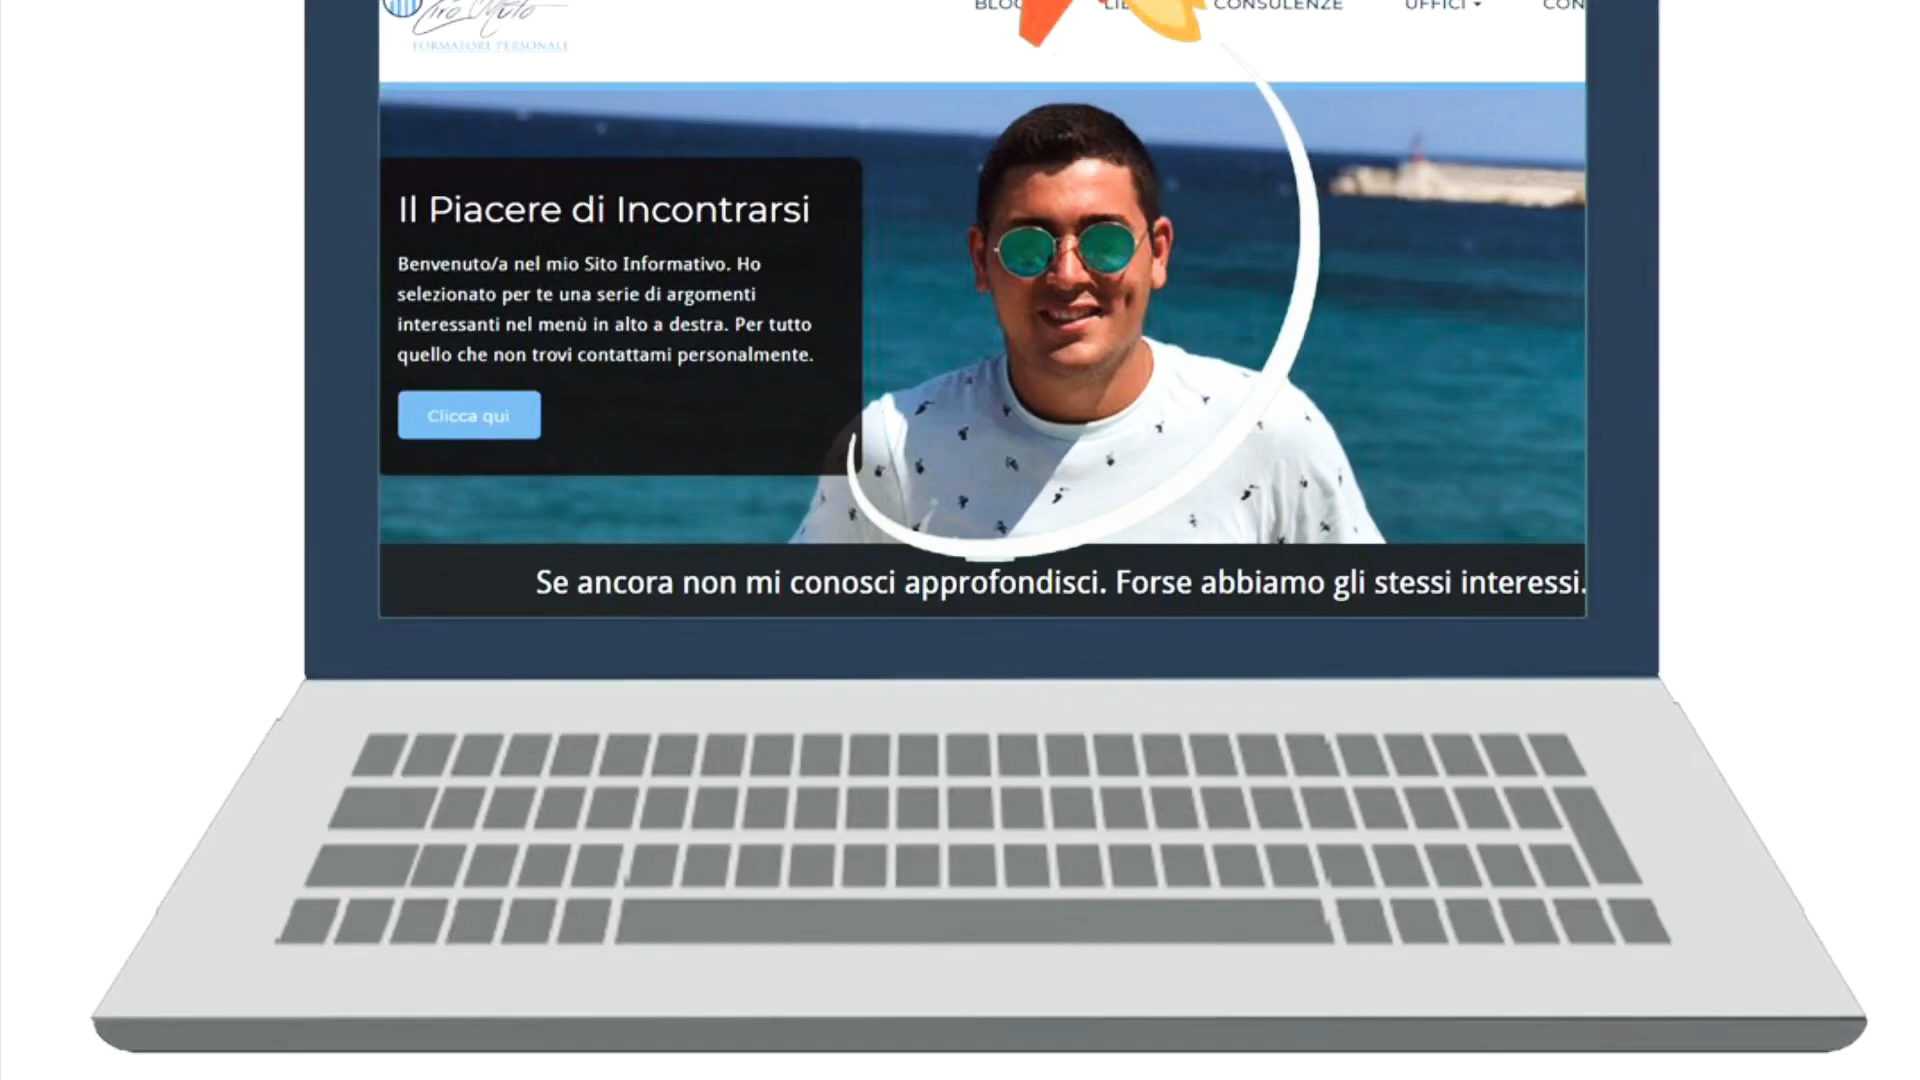 Ciro Muto
FORMATORE PERSONALE
CONSULENZE
UFFICI
Il Piacere di Incontrarsi
Benvenuto/a nel mio Sito Informativo. Ho
selezionato per te una serie di argomenti
interessanti nel menù in alto a destra. Per tutto
quello che non trovi contattami personalmente.
Clicca qui
Se ancora non mi conosci approfondisci. Forse abbiamo gli stessi interessi.